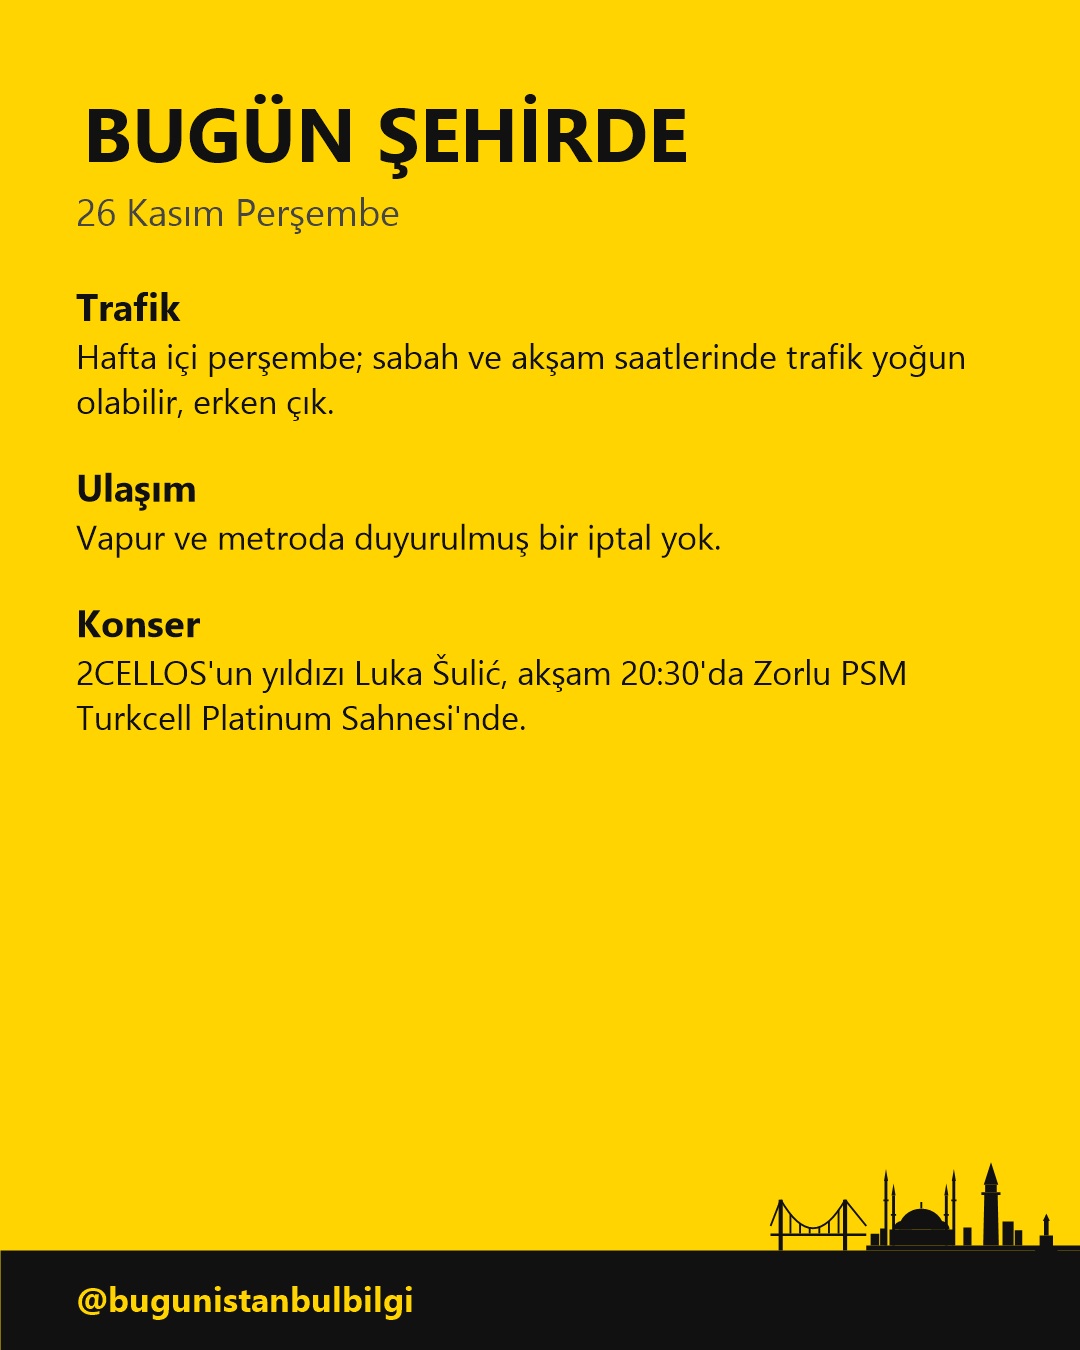 BUGÜN ŞEHİRDE
26 Kasım Perşembe
Trafik
Hafta içi perşembe; sabah ve akşam saatlerinde trafik yoğun
olabilir, erken çık.
Ulaşım
Vapur ve metroda duyurulmuş bir iptal yok.
Konser
2CELLOS'un yıldızı Luka Šulić, akşam 20:30'da Zorlu PSM
Turkcell Platinum Sahnesi'nde.
@bugunistanbulbilgi